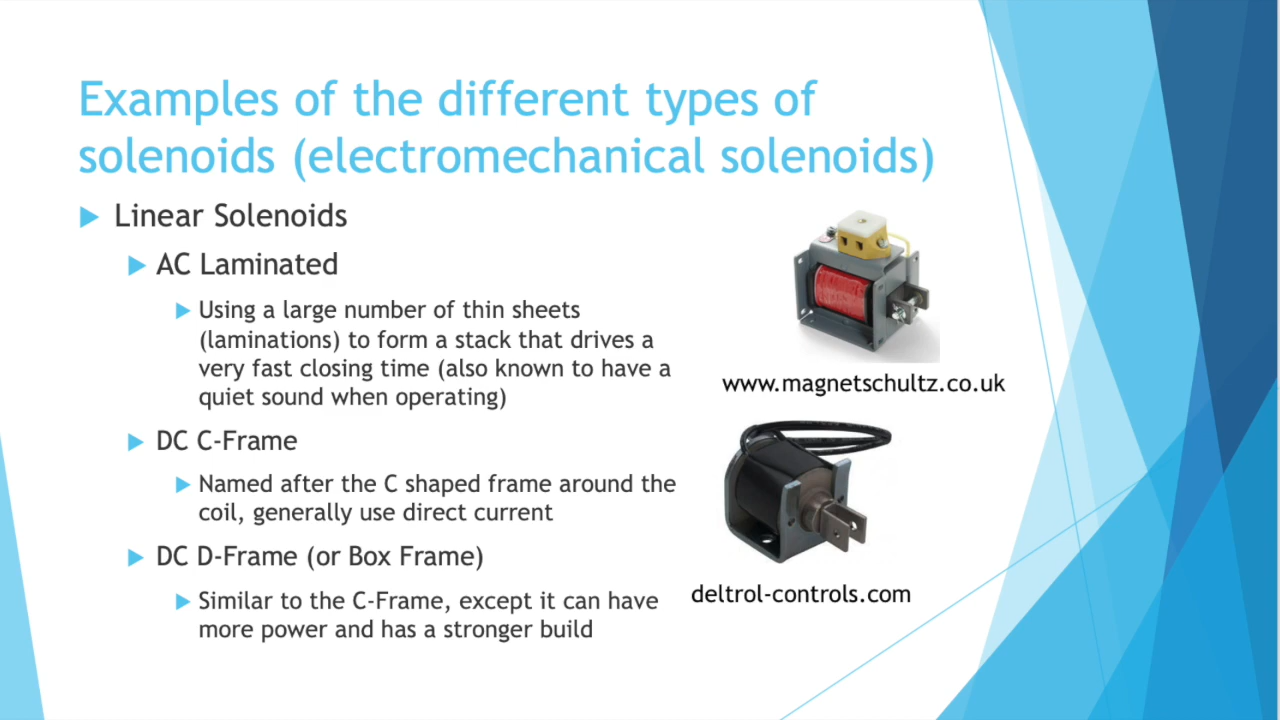 Examples of the different types of
solenoids (electromechanical solenoids)
Linear Solenoids
AC Laminated
Using a large number of thin sheets
(laminations) to form a stack that drives a
very fast closing time (also known to have a
quiet sound when operating)
DC C-Frame
Named after the C shaped frame around the
coil, generally use direct current
DC D-Frame (or Box Frame)
Similar to the C-Frame, except it can have
more power and has a stronger build
www.magnetschultz.co.uk
deltrol-controls.com